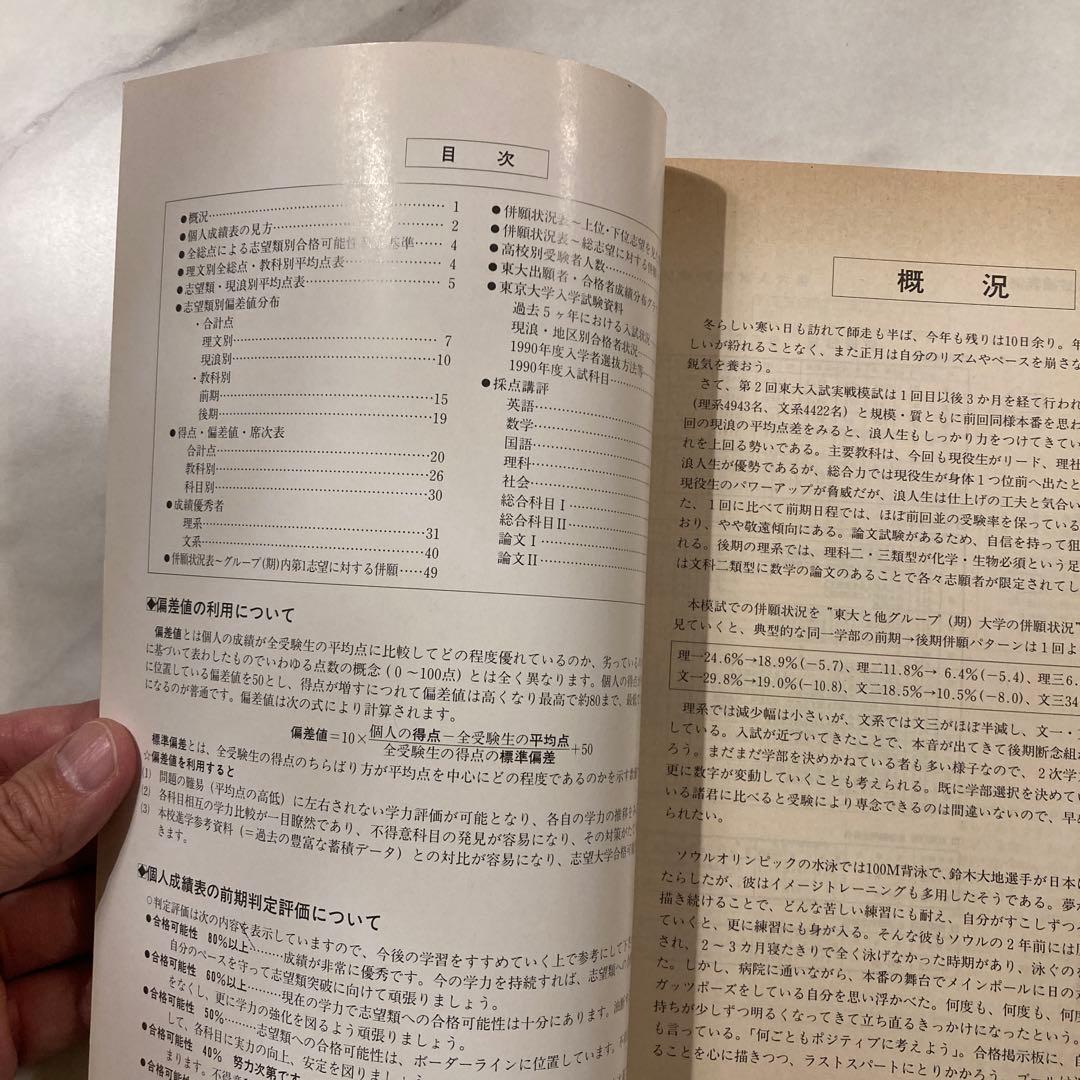 目 次
●概況……………………………… 1
●個人成績表の見方……………………… 2
●全総点による志望類別合格可能性 基準…… 4
●理文別全総点・教科別平均点表……………… 4
●志望類・現浪別平均点表…………………… 5
●志望類別偏差値分布
・合計点
理文別……………………………… 7
現浪別………………………………10
・教科別
前期…………………………………15
後期…………………………………19
●得点・偏差値・席次表
合計点………………………………20
教科別………………………………26
科目別………………………………30
●成績優秀者
理系…………………………………31
文系…………………………………40
●併願状況表~グループ(期)内第1志望に対する併願……49
●併願状況表~上位・下位志望を
●併願状況表~総志望に対する併願
●高校別受験者人数…………
●東大出願者・合格者成績分布グラ
●東京大学入学試験資料
過去5ヶ年における入試状況
現浪・地区別合格者状況……
1990年度入学者選抜方法等
1990年度入試科目…………
●採点講評
英語………………
数学………………
国語………………
理科………………
社会………………
総合科目Ⅰ…………
総合科目Ⅱ…………
論文Ⅰ………………
論文Ⅱ………………
◆偏差値の利用について
偏差値とは個人の成績が全受験生の平均点に比較してどの程度優れているのか、劣っているの
に基づいて表わしたものでいわゆる点数の概念(0~100点)とは全く異なります。個人の得点が
に位置している偏差値を50とし、得点が増すにつれて偏差値は高くなり最高で約80まで、最低で
になるのが普通です。偏差値は次の式により計算されます。
偏差値=10×個人の得点-全受験生の平均点/全受験生の得点の標準偏差+50
標準偏差とは、全受験生の得点のちらばり方が平均点を中心にどの程度であるのかを示す数値
☆偏差値を利用すると
(1) 問題の難易(平均点の高低)に左右されない学力評価が可能となり、各自の学力の推移をみ
(2) 各科目相互の学力比較が一目瞭然であり、不得意科目の発見が容易になり、その対策がた
(3) 本校進学参考資料(=過去の豊富な蓄積データ)との対比が容易になり、志望大学合格可
きます。
◆個人成績表の前期判定評価について
○判定評価は次の内容を表示していますので、今後の学習をすすめていく上で参考にして下
●合格可能性 80%以上……成績が非常に優秀です。今の学力を持続すれば、志望類への
自分のペースを守って志望類突破に向けて頑張りましょう。
●合格可能性 60%以上……現在の学力で志望類への合格可能性は十分にあります。油断
をなくし、更に学力の強化を図るよう頑張りましょう。
●合格可能性 50%………志望類への合格可能性は、ボーダーラインに位置しています。不
して、各科目に実力の向上、安定を図りましょう。
●合格可能性 40% 努力次第です
まります。不得意
概 況
冬らしい寒い日も訪れて師走も半ば、今年も残りは10日余り。年
しいが紛れることなく、また正月は自分のリズムやペースを崩さな
鋭気を養おう。
さて、第2回東大入試実戦模試は1回目以後3か月を経て行われ
(理系4943名、文系4422名)と規模・質ともに前回同様本番を思わ
回の現浪の平均点差をみると、浪人生もしっかり力をつけてきてい
れを上回る勢いである。主要教科は、今回も現役生がリード、理社
浪人生が優勢であるが、総合力では現役生が身体1つ位前へ出たと
現役生のパワーアップが脅威だが、浪人生は仕上げの工夫と気合い
た、1回に比べて前期日程では、ほぼ前回並の受験率を保っている
おり、やや敬遠傾向にある。論文試験があるため、自信を持って狙
れる。後期の理系では、理科二・三類型が化学・生物必須という足
は文科二類型に数学の論文のあることで各々志願者が限定されてし
本模試での併願状況を"東大と他グループ(期)大学の併願状況"
見ていくと、典型的な同一学部の前期→後期併願パターンは1回よ
理一24.6%→18.9%(-5.7)、理二11.8%→ 6.4%(-5.4)、理三6.
文一29.8%→19.0%(-10.8)、文二18.5%→10.5%(-8.0)、文三34
理系では減少幅は小さいが、文系では文三がほぼ半減し、文一・
している。入試が近づいてきたことで、本音が出てきて後期断念組
ろう。まだまだ学部を決めかねている者も多い様子なので、2次学
更に数字が変動していくことも考えられる。既に学部選択を決めてい
いる諸君に比べると受験により専念できるのは間違いないので、早
られたい。
ソウルオリンピックの水泳では100M背泳で、鈴木大地選手が日本に
たらしたが、彼はイメージトレーニングも多用したそうである。夢
描き続けることで、どんな苦しい練習にも耐え、自分がすこしずつ
ていくと、更に練習にも身が入る。そんな彼もソウルの2年前には
され、2~3カ月寝たきりで全く泳げなかった時期があり、泳ぐの
た。しかし、病院に通いながら、本番の舞台でメインポールに日の
ガッツポーズをしている自分を思い浮かべた。何度も、何度も、何
持ちが少しずつ明るくなってきて立ち直るきっかけになったという。
も言っている。「何ごともポジティブに考えよう」。合格掲示板に、自
ることを心に描きつつ、ラストスパートにとりかかろう。